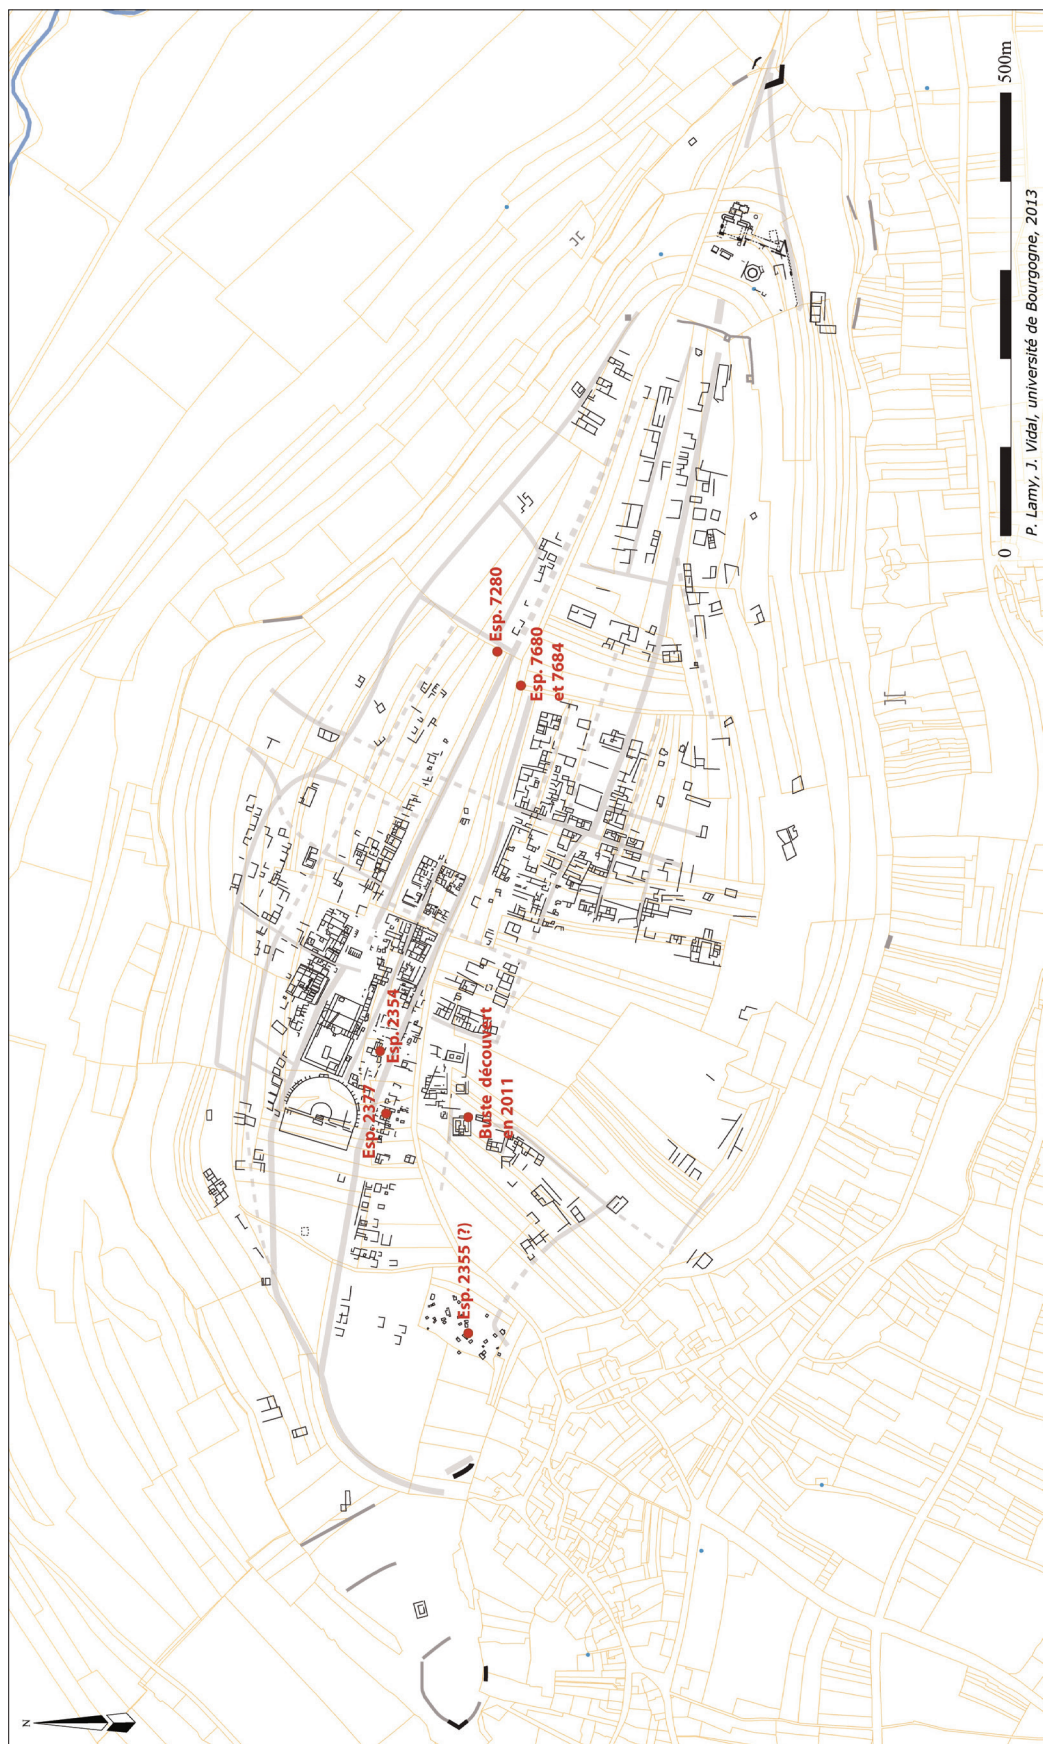 N
Esp. 7280
Esp. 7680
et 7684
Esp. 2354
Esp. 2377
Buste découvert
en 2011
Esp. 2355 (?)
0
500m
P. Lamy, J. Vidal, université de Bourgogne, 2013